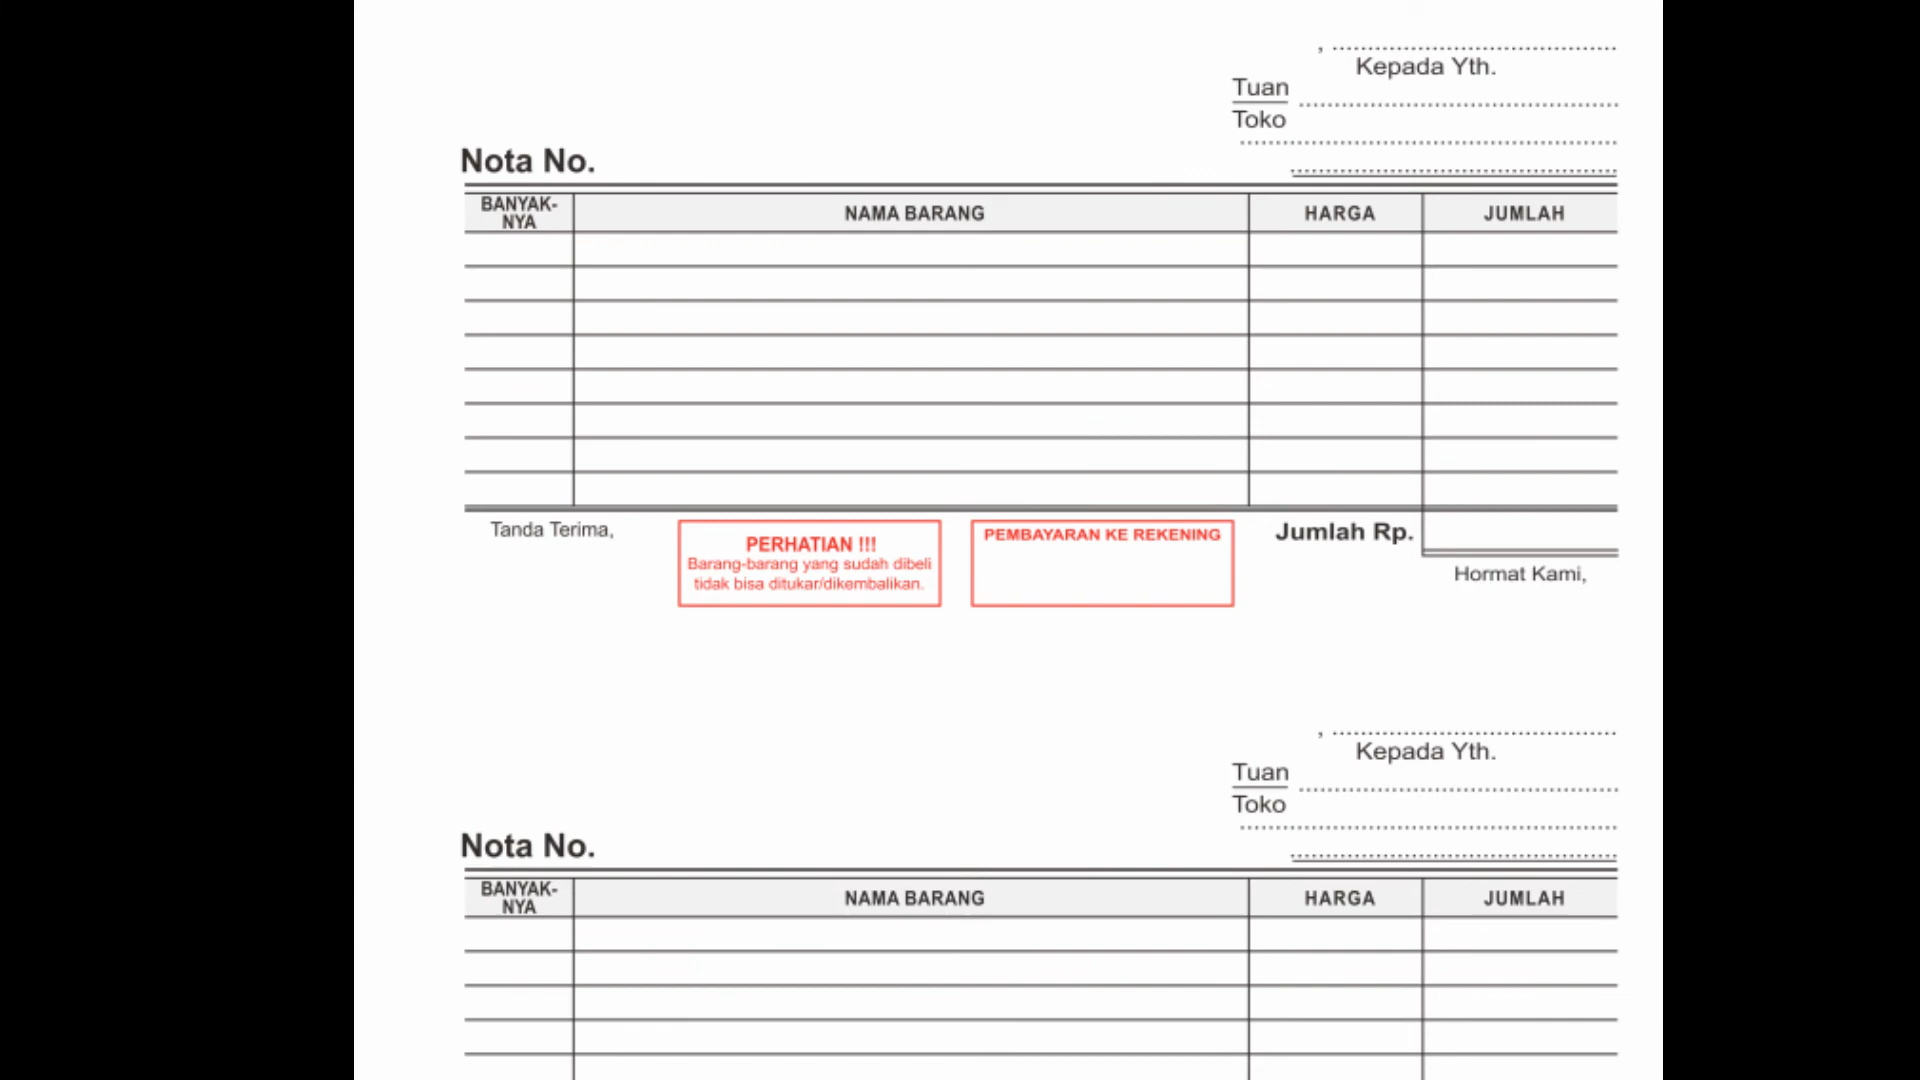 , ........................
Kepada Yth.
Tuan ........................
Toko
........................
Nota No. ........................
BANYAK-
NYA NAMA BARANG HARGA JUMLAH
Tanda Terima,
PERHATIAN !!!
Barang-barang yang sudah dibeli
tidak bisa ditukar/dikembalikan.
PEMBAYARAN KE REKENING
Jumlah Rp.
Hormat Kami,
, ........................
Kepada Yth.
Tuan ........................
Toko
........................
Nota No. ........................
BANYAK-
NYA NAMA BARANG HARGA JUMLAH